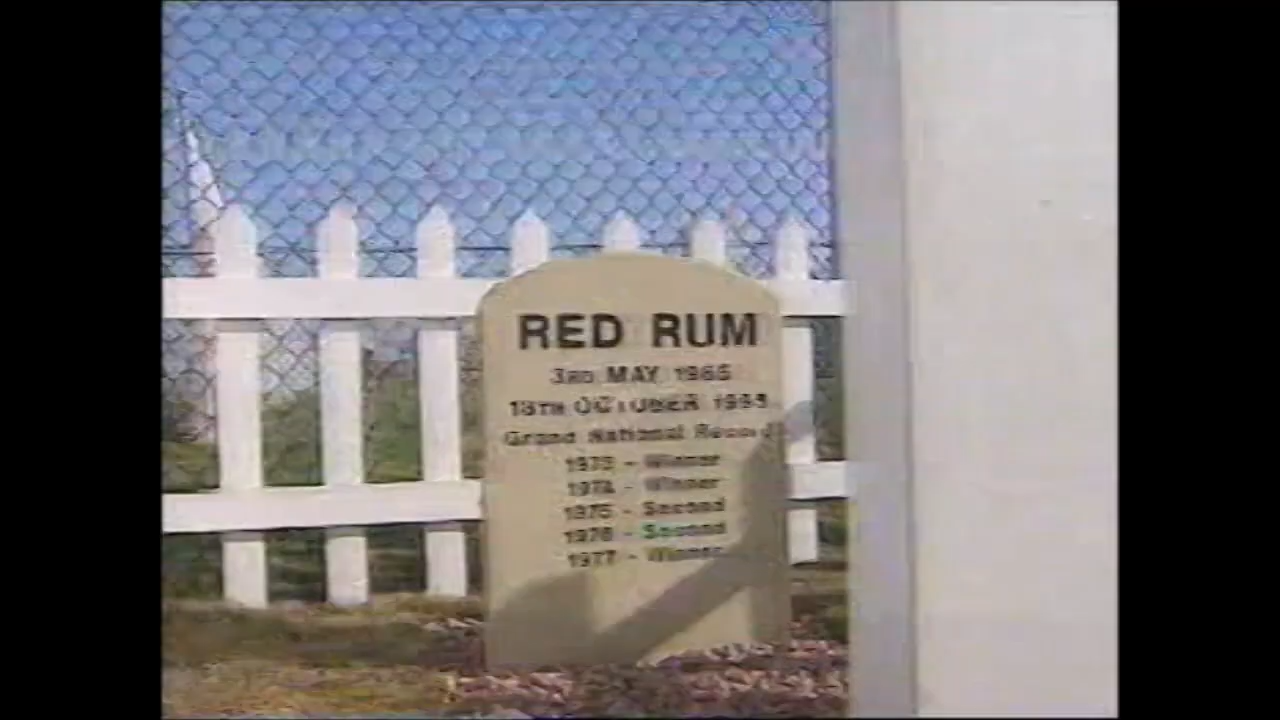 RED RUM
3RD MAY 1965
18TH OCTOBER 1995
Grand National Record
1973 - Winner
1974 - Winner
1975 - Second
1976 - Second
1977 - Winner